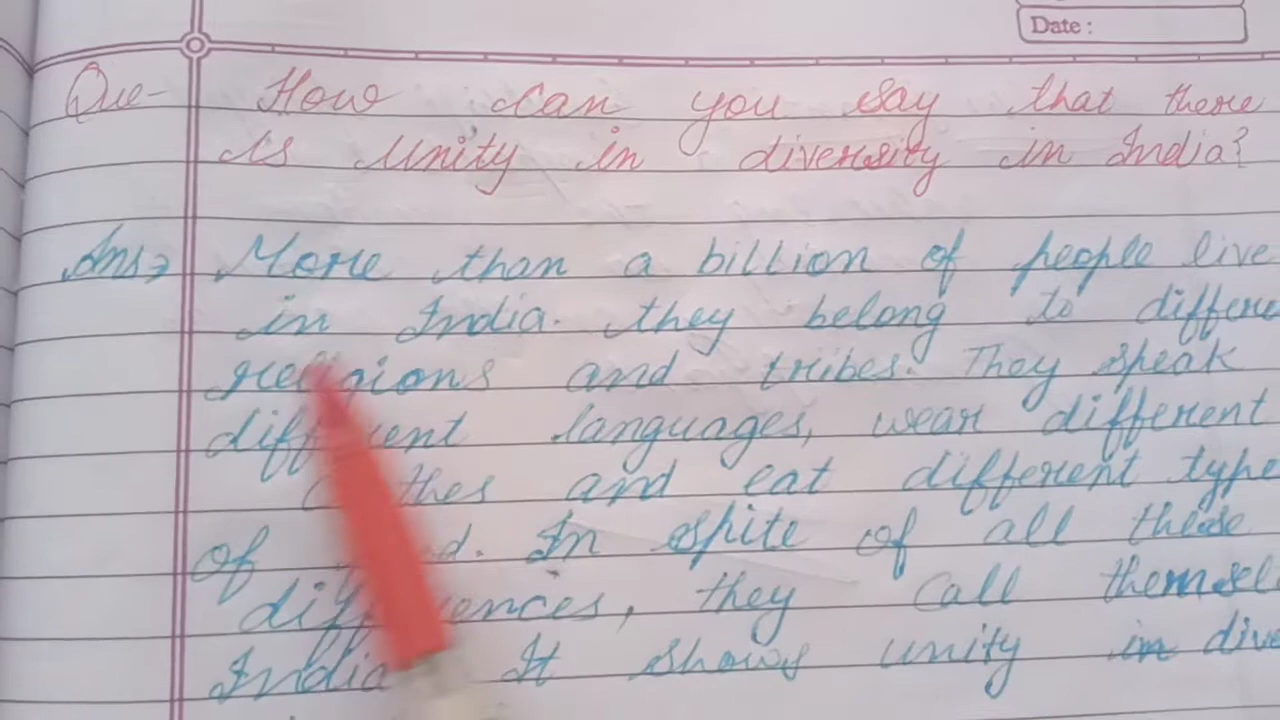 Date :
Que- How can you say that there
is unity in diversity in India?
Ans→ More than a billion of people live
in India. they belong to differe
religions and tribes. They speak
different languages, wear different
and eat different type
of In spite of all these
differences, they call themsel
India It shows unity in dive